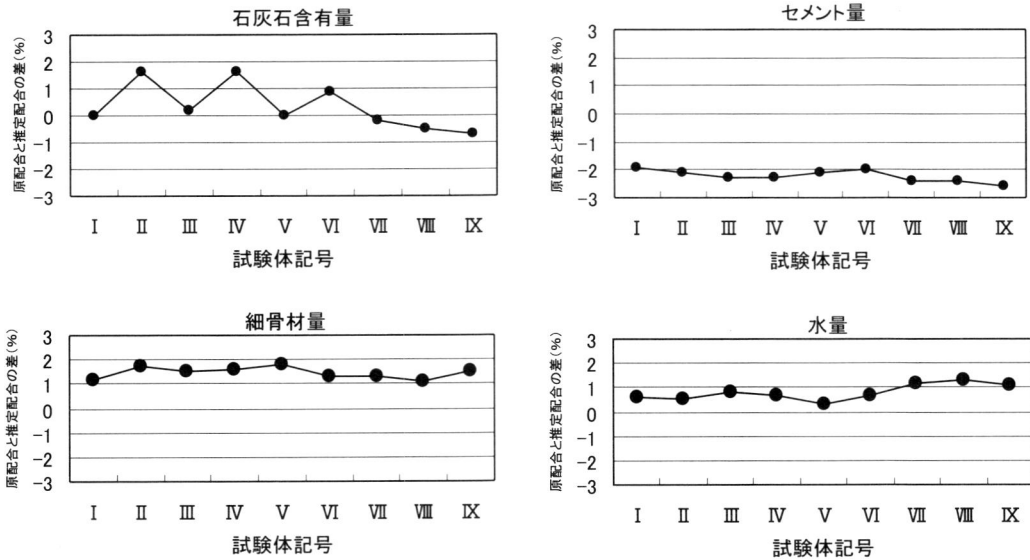 石灰石含有量
原配合と推定配合の差(%)
3
2
1
0
−1
−2
−3
Ⅰ Ⅱ Ⅲ Ⅳ Ⅴ Ⅵ Ⅶ Ⅷ Ⅸ
試験体記号
セメント量
原配合と推定配合の差(%)
3
2
1
0
−1
−2
−3
Ⅰ Ⅱ Ⅲ Ⅳ Ⅴ Ⅵ Ⅶ Ⅷ Ⅸ
試験体記号
細骨材量
原配合と推定配合の差(%)
3
2
1
0
−1
−2
−3
Ⅰ Ⅱ Ⅲ Ⅳ Ⅴ Ⅵ Ⅶ Ⅷ Ⅸ
試験体記号
水量
原配合と推定配合の差(%)
3
2
1
0
−1
−2
−3
Ⅰ Ⅱ Ⅲ Ⅳ Ⅴ Ⅵ Ⅶ Ⅷ Ⅸ
試験体記号